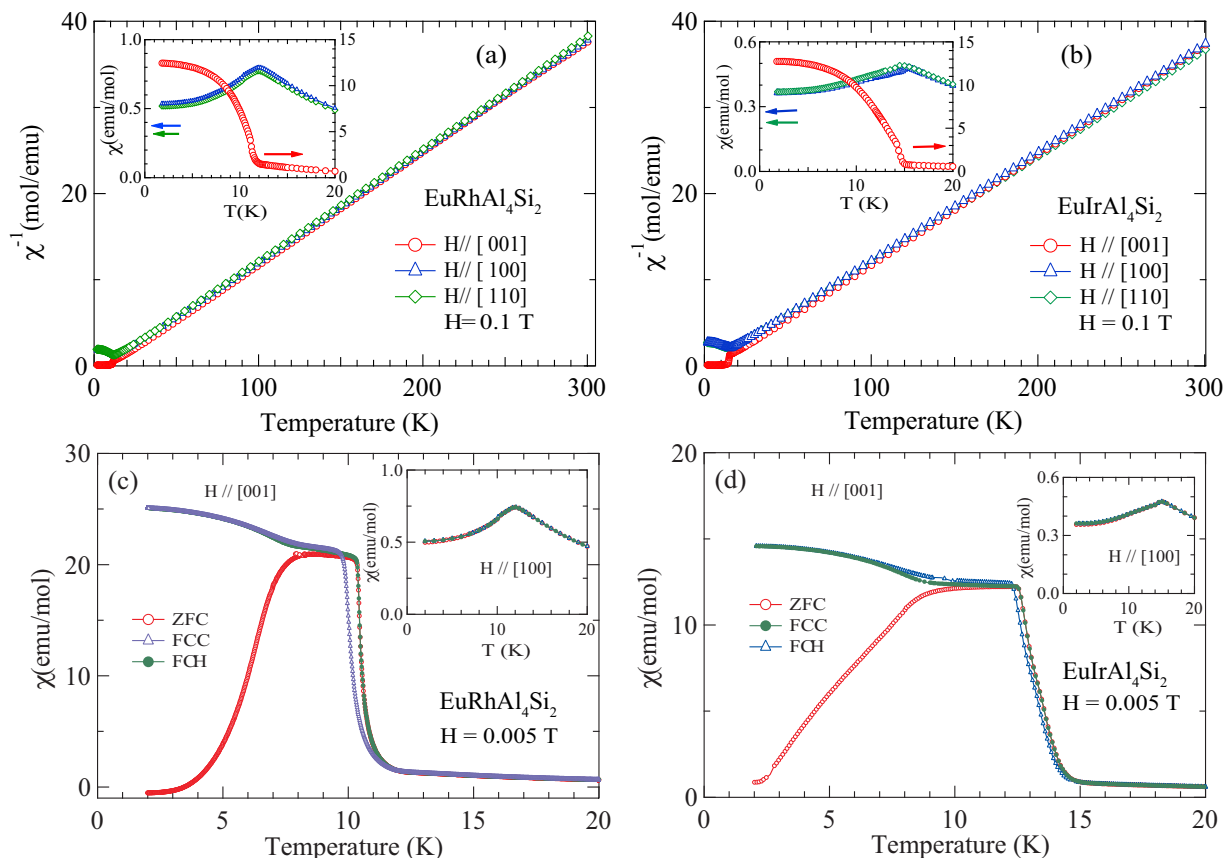 (a)
χ⁻¹(mol/emu)
40
20
0
0
100
200
300
Temperature (K)
EuRhAl₄Si₂
H// [ 001]
H// [ 100]
H// [ 110]
H= 0.1 T
χ(emu/mol)
1.0
0.5
0.0
15
10
5
0
10
20
T(K)
(b)
χ⁻¹(mol/emu)
40
20
0
0
100
200
300
Temperature (K)
EuIrAl₄Si₂
H // [001]
H // [100]
H // [110]
H = 0.1 T
χ(emu/mol )
0.6
0.3
0.0
15
10
5
0
0
10
20
T (K)
(c)
H // [001]
χ(emu/mol)
30
20
10
0
0
5
10
15
20
Temperature (K)
ZFC
FCC
FCH
EuRhAl₄Si₂
H = 0.005 T
χ(emu/mol)
1.0
0.5
0.0
0
10
20
H // [100]
T (K)
(d)
H // [001]
χ(emu/mol)
20
10
0
0
5
10
15
20
Temperature (K)
ZFC
FCC
FCH
EuIrAl₄Si₂
H = 0.005 T
χ(emu/mol)
0.6
0.3
0.0
0
10
20
H // [100]
T (K)